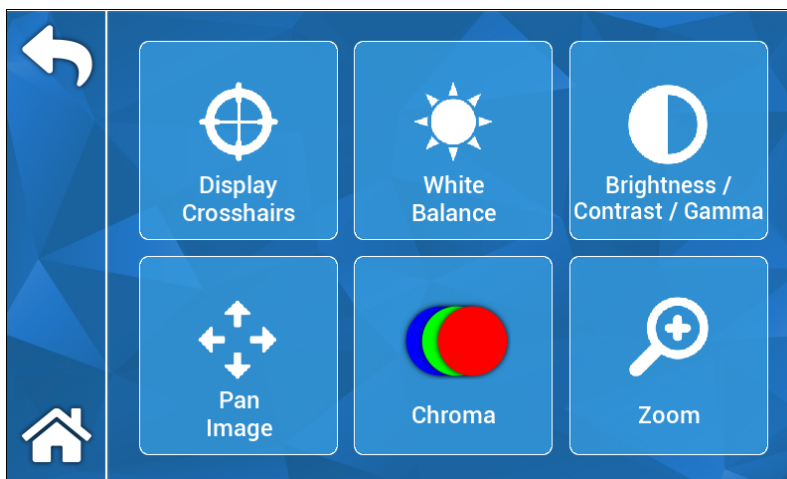 Display
Crosshairs
White
Balance
Brightness /
Contrast / Gamma
Pan
Image
Chroma
Zoom